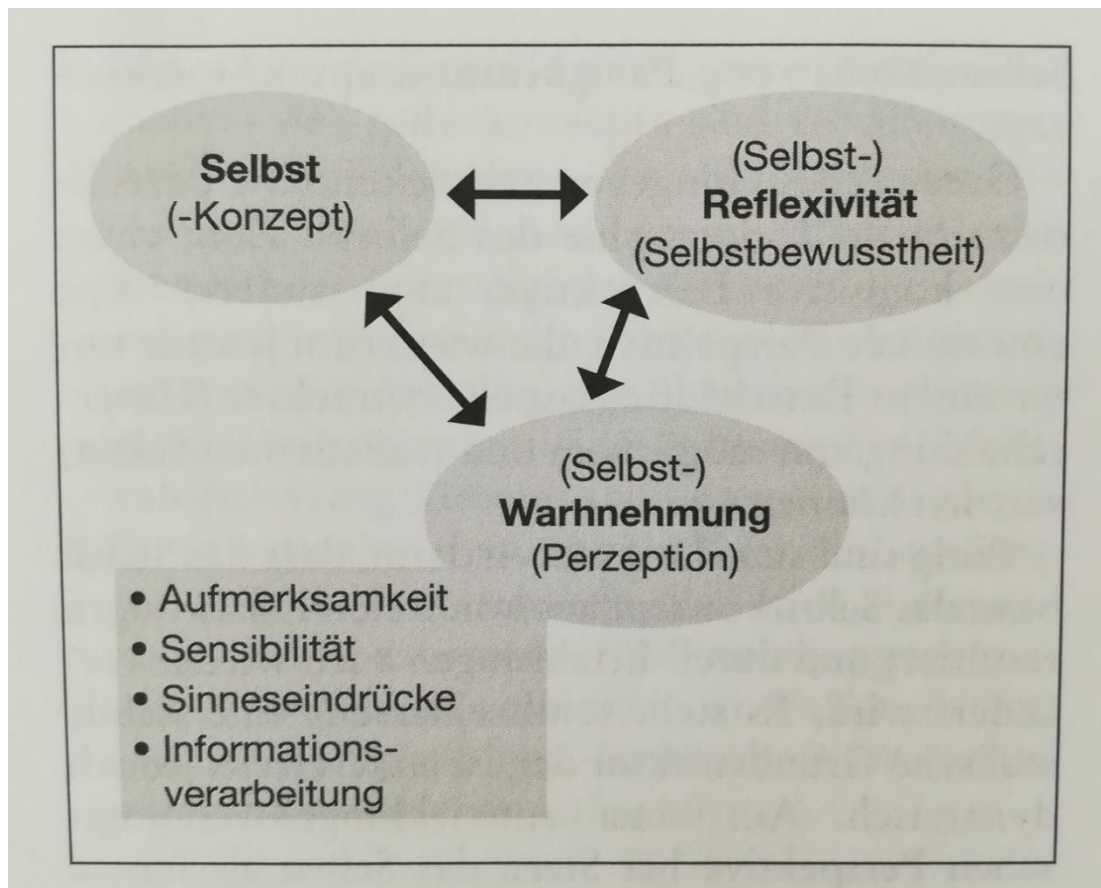 Selbst
(-Konzept)
(Selbst-)
Reflexivität
(Selbstbewusstheit)
(Selbst-)
Warhnehmung
(Perzeption)
• Aufmerksamkeit
• Sensibilität
• Sinneseindrücke
• Informations-
verarbeitung